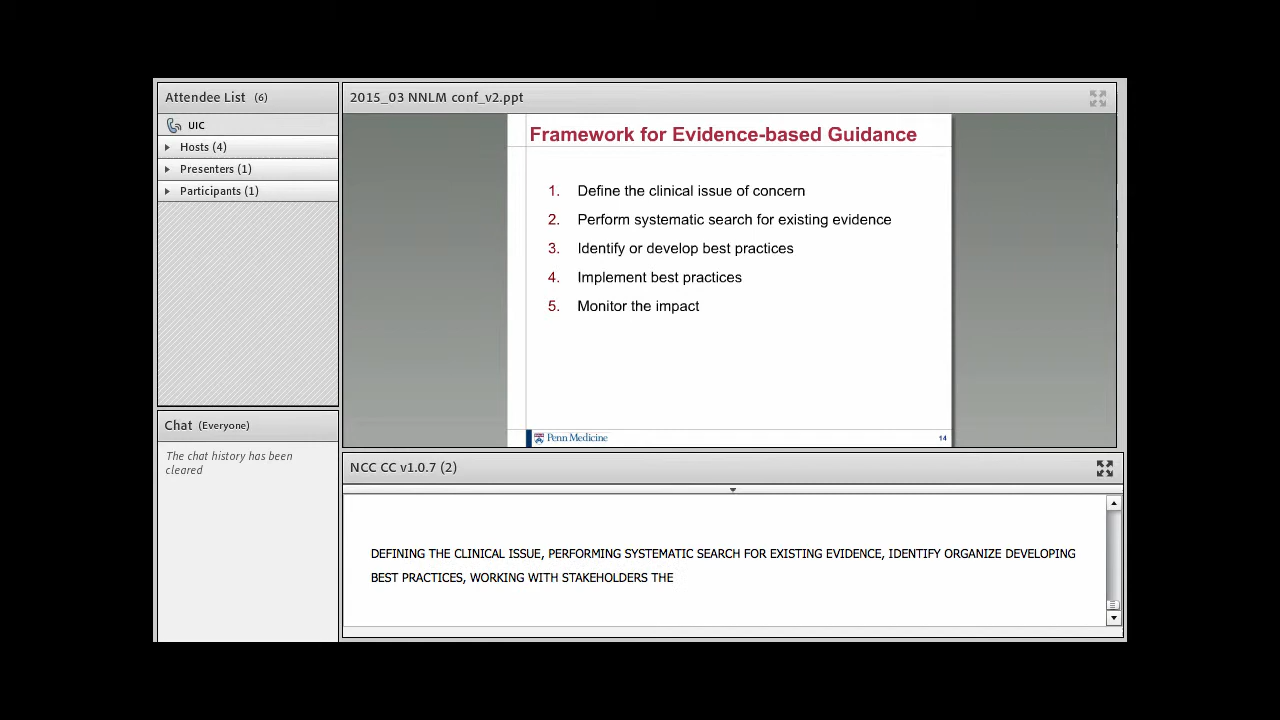 Attendee List (6)
UIC
Hosts (4)
Presenters (1)
Participants (1)
Chat (Everyone)
The chat history has been
cleared
2015_03 NNLM conf_v2.ppt
Framework for Evidence-based Guidance
1. Define the clinical issue of concern
2. Perform systematic search for existing evidence
3. Identify or develop best practices
4. Implement best practices
5. Monitor the impact
Penn Medicine
14
NCC CC v1.0.7 (2)
DEFINING THE CLINICAL ISSUE, PERFORMING SYSTEMATIC SEARCH FOR EXISTING EVIDENCE, IDENTIFY ORGANIZE DEVELOPING
BEST PRACTICES, WORKING WITH STAKEHOLDERS THE